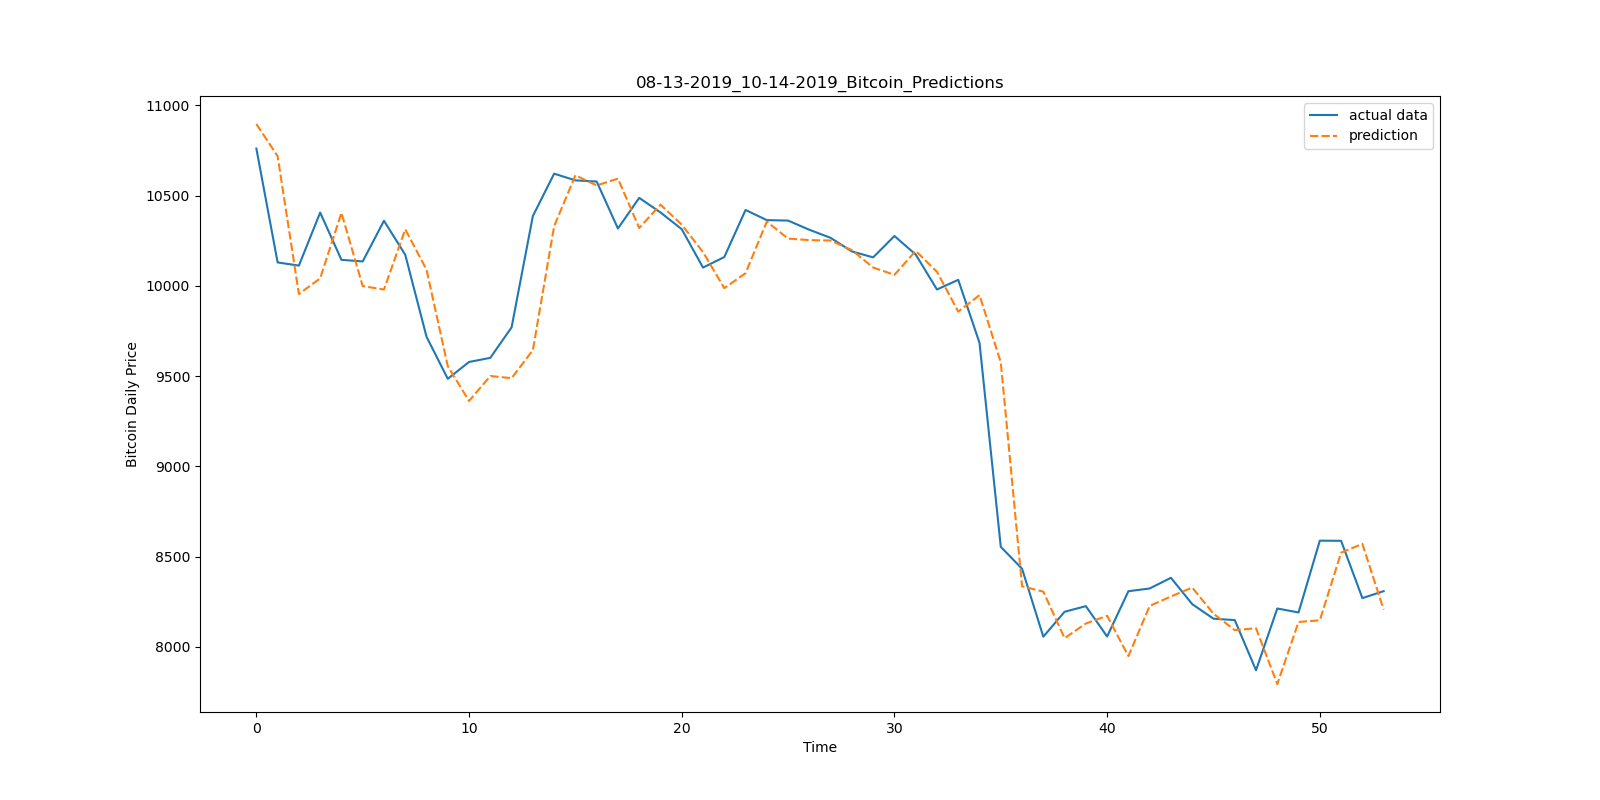 08-13-2019_10-14-2019_Bitcoin_Predictions
actual data
prediction
11000
10500
10000
9500
9000
8500
8000
Bitcoin Daily Price
0 10 20 30 40 50
Time